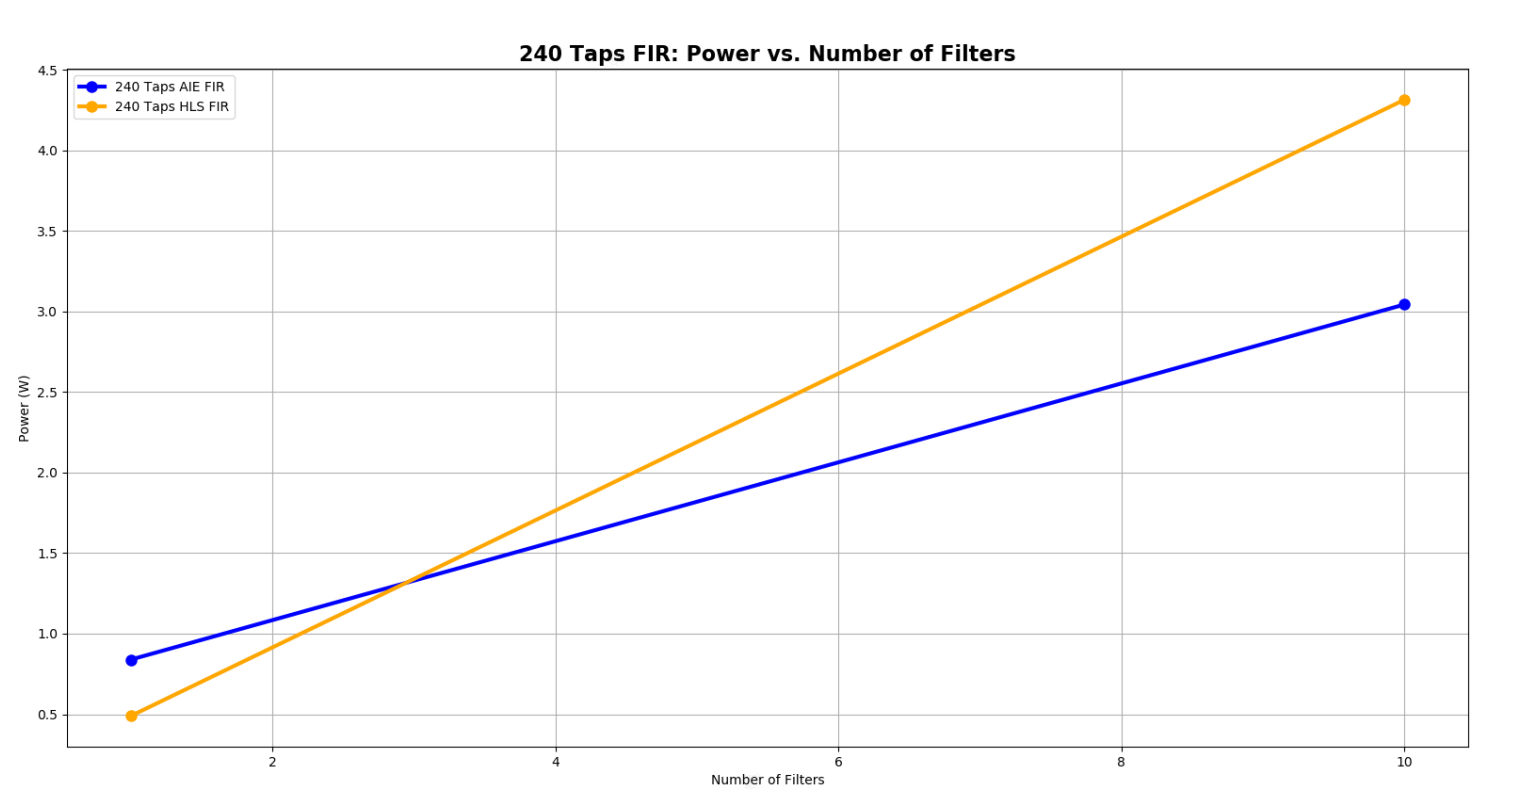 240 Taps FIR: Power vs. Number of Filters
240 Taps AIE FIR
240 Taps HLS FIR
4.5
4.0
3.5
3.0
2.5
2.0
1.5
1.0
0.5
Power (W)
2 4 6 8 10
Number of Filters